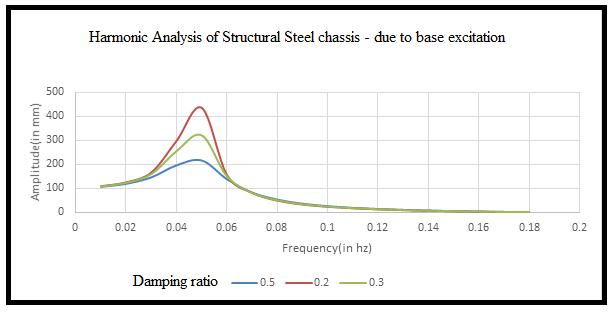 Harmonic Analysis of Structural Steel chassis - due to base excitation
500
400
300
200
100
0
Amplitude(in mm)
0 0.02 0.04 0.06 0.08 0.1 0.12 0.14 0.16 0.18 0.2
Frequency(in hz)
Damping ratio 0.5 0.2 0.3